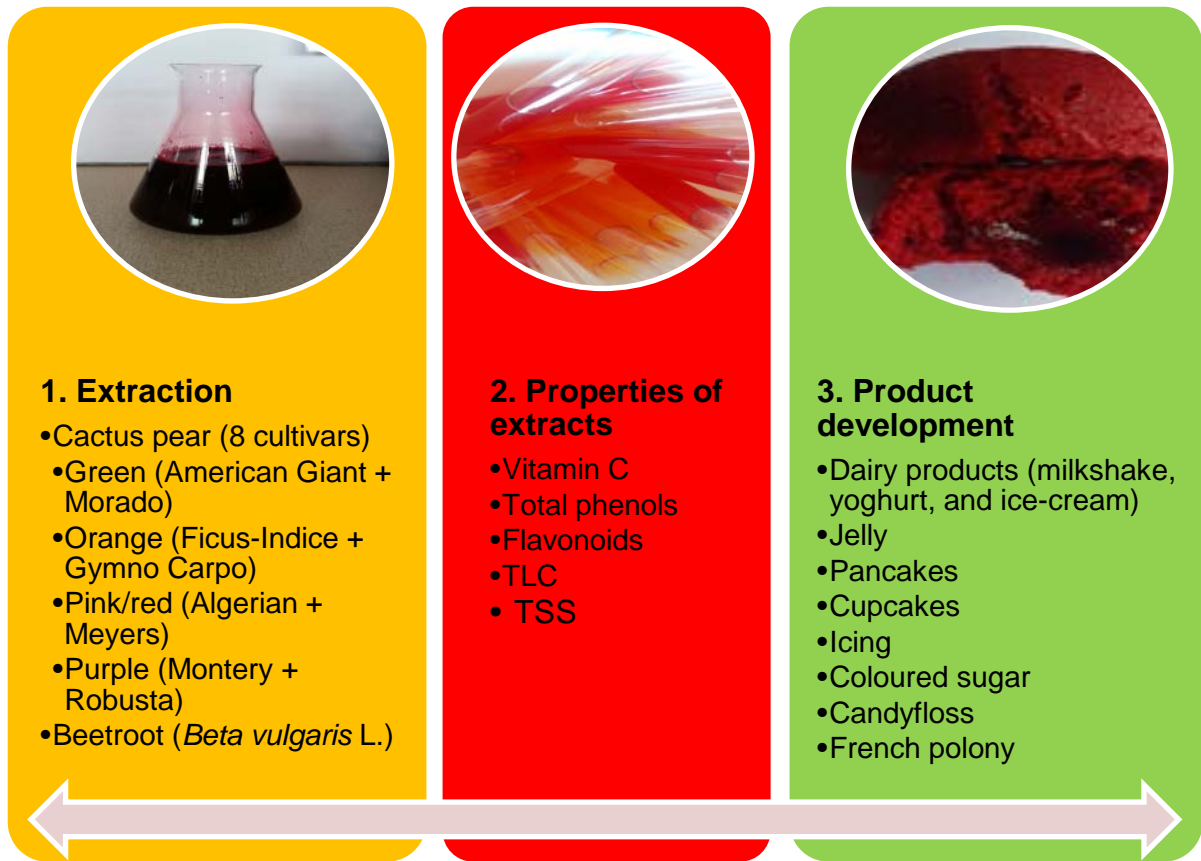 1. Extraction
•Cactus pear (8 cultivars)
•Green (American Giant +
Morado)
•Orange (Ficus-Indice +
Gymno Carpo)
•Pink/red (Algerian +
Meyers)
•Purple (Montery +
Robusta)
•Beetroot (Beta vulgaris L.)
2. Properties of
extracts
•Vitamin C
•Total phenols
•Flavonoids
•TLC
• TSS
3. Product
development
•Dairy products (milkshake,
yoghurt, and ice-cream)
•Jelly
•Pancakes
•Cupcakes
•Icing
•Coloured sugar
•Candyfloss
•French polony